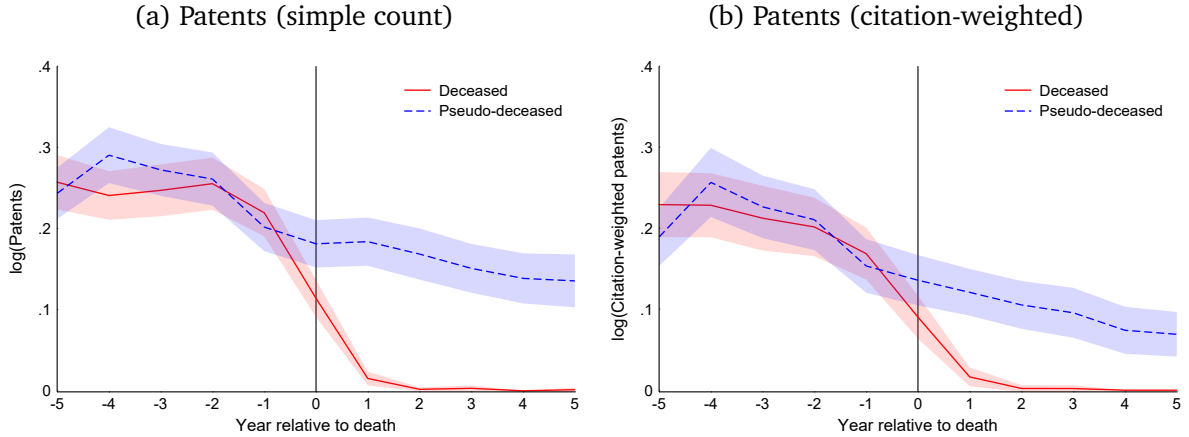 (a) Patents (simple count)
.4
.3
.2
.1
0
log(Patents)
Deceased
Pseudo-deceased
-5 -4 -3 -2 -1 0 1 2 3 4 5
Year relative to death
(b) Patents (citation-weighted)
.4
.3
.2
.1
0
log(Citation-weighted patents)
Deceased
Pseudo-deceased
-5 -4 -3 -2 -1 0 1 2 3 4 5
Year relative to death